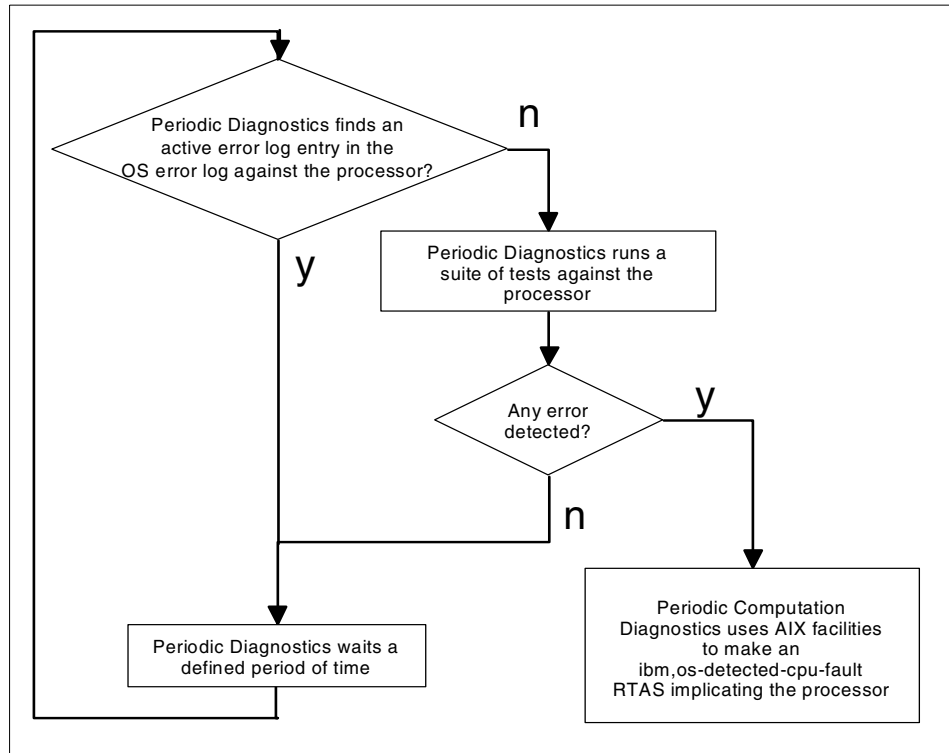 Periodic Diagnostics finds an
active error log entry in the
OS error log against the processor?
n
y
Periodic Diagnostics runs a
suite of tests against the
processor
Any error
detected?
y
n
Periodic Diagnostics waits a
defined period of time
Periodic Computation
Diagnostics uses AIX facilities
to make an
ibm,os-detected-cpu-fault
RTAS implicating the processor